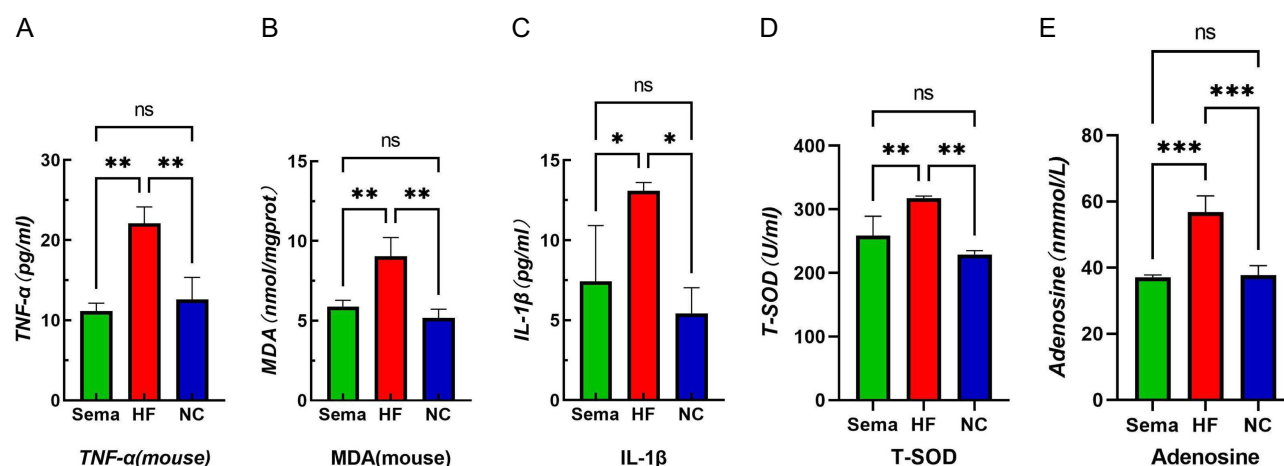 A
B
C
D
E
ns
** **
30
20
10
0
TNF-α (pg/ml)
Sema HF NC
TNF-α(mouse)
ns
** **
15
10
5
0
MDA (nmol/mgprot)
Sema HF NC
MDA(mouse)
ns
* *
15
10
5
0
IL-1β (pg/ml)
Sema HF NC
IL-1β
ns
** **
400
300
200
100
0
T-SOD (U/ml)
Sema HF NC
T-SOD
ns
***
***
80
60
40
20
0
Adenosine (nmmol/L)
Sema HF NC
Adenosine